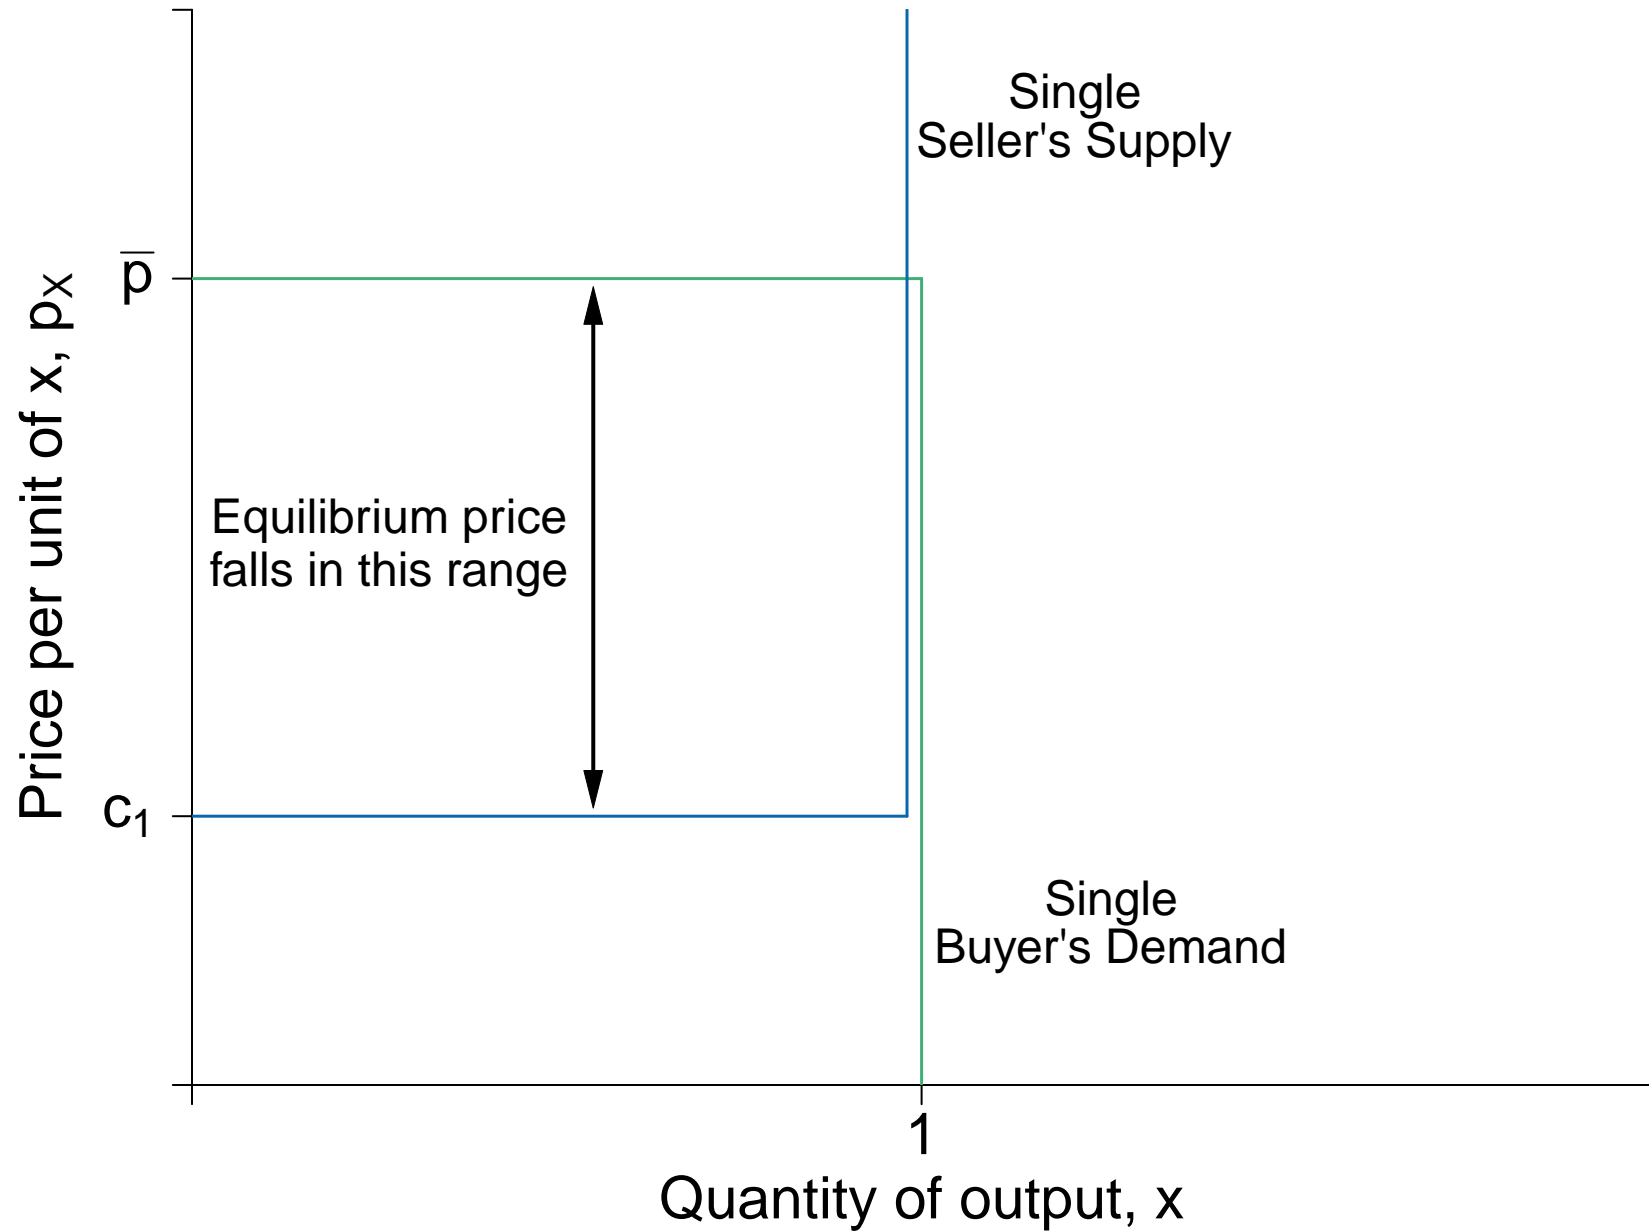 Single
Seller's Supply
p̅
Price per unit of x, pₓ
Equilibrium price
falls in this range
c₁
Single
Buyer's Demand
1
Quantity of output, x